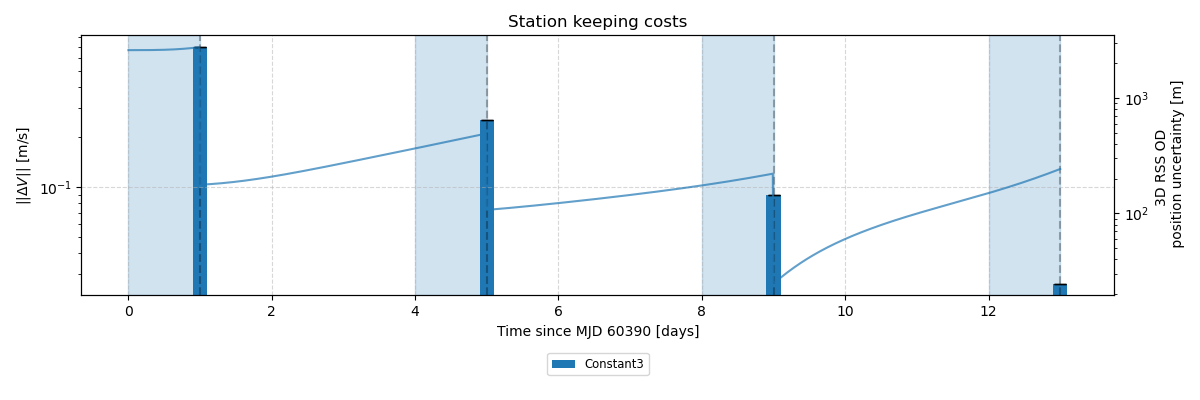 Station keeping costs
||ΔV|| [m/s]
10⁻¹
10³
10²
3D RSS OD
position uncertainty [m]
0 2 4 6 8 10 12
Time since MJD 60390 [days]
Constant3